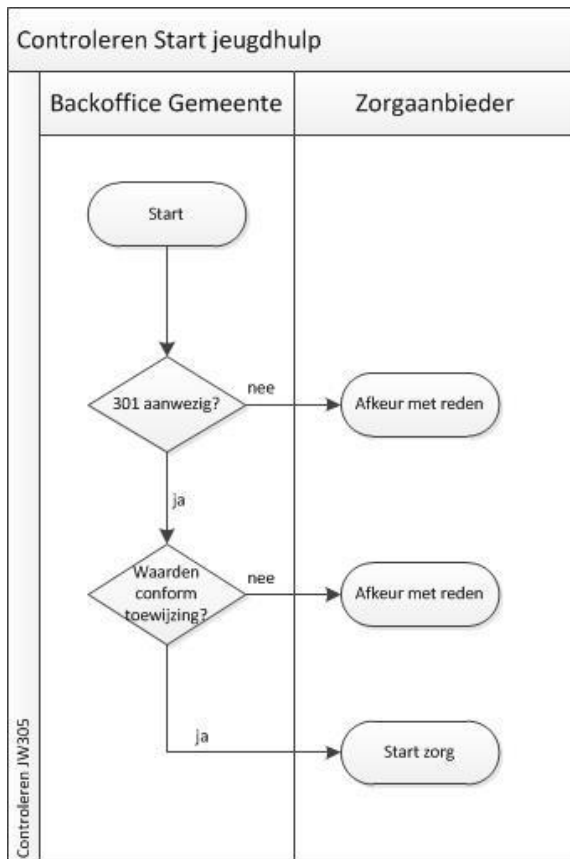 Controleren Start jeugdhulp
Backoffice Gemeente
Zorgaanbieder
Start
301 aanwezig?
nee
Afkeur met reden
ja
Waarden
conform
toewijzing?
nee
Afkeur met reden
ja
Start zorg
Controleren JW305